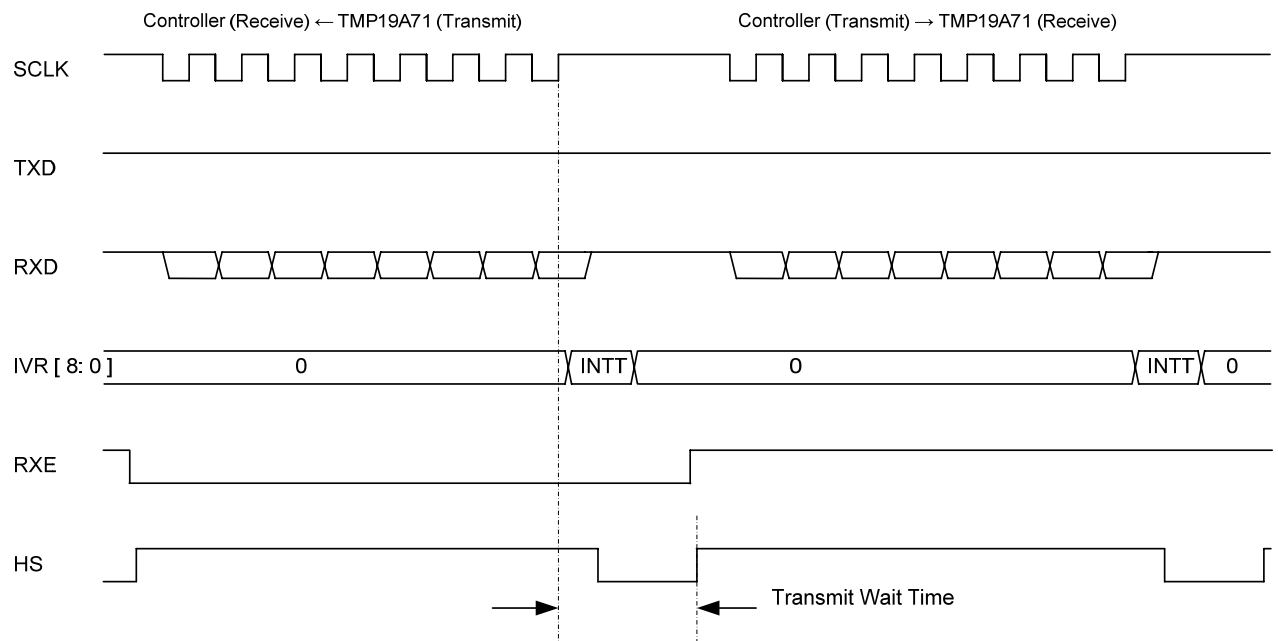 Controller (Receive) ← TMP19A71 (Transmit)
Controller (Transmit) → TMP19A71 (Receive)
SCLK
TXD
RXD
IVR [ 8: 0 ]
0
INTT
0
INTT
0
RXE
HS
Transmit Wait Time